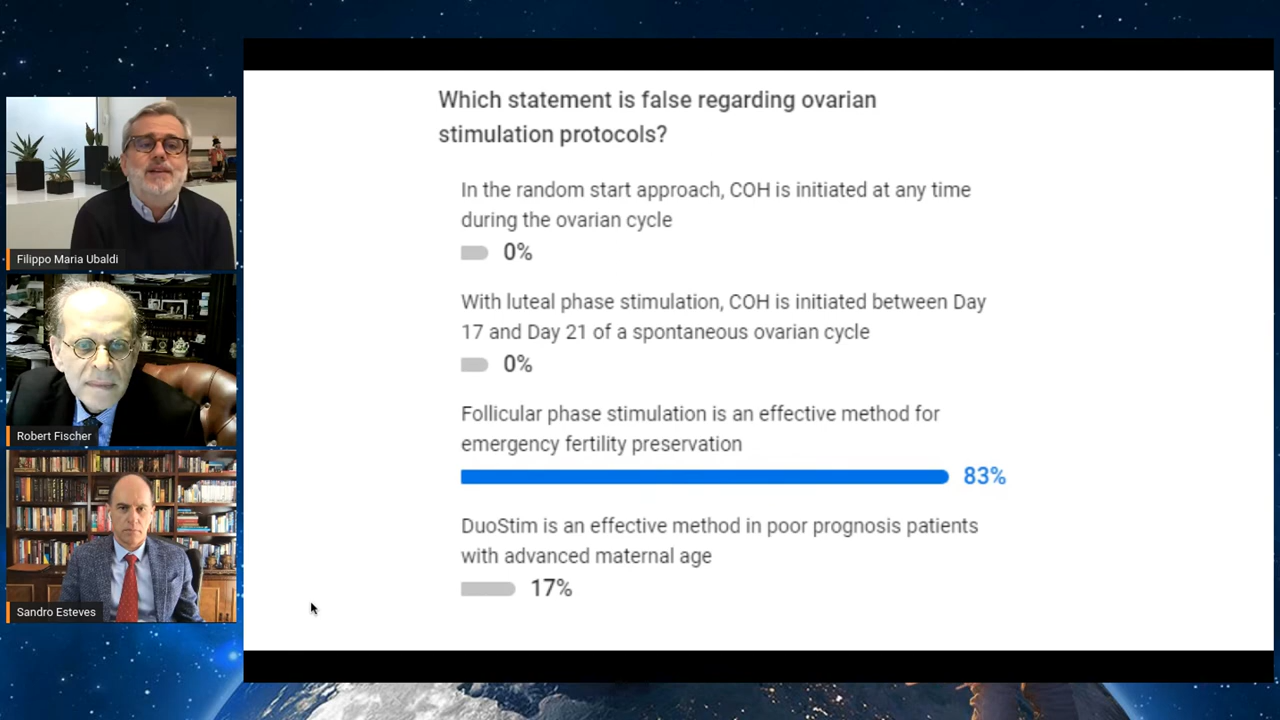 Which statement is false regarding ovarian
stimulation protocols?
In the random start approach, COH is initiated at any time
during the ovarian cycle
0%
With luteal phase stimulation, COH is initiated between Day
17 and Day 21 of a spontaneous ovarian cycle
0%
Follicular phase stimulation is an effective method for
emergency fertility preservation
83%
DuoStim is an effective method in poor prognosis patients
with advanced maternal age
17%
Filippo Maria Ubaldi
Robert Fischer
Sandro Esteves